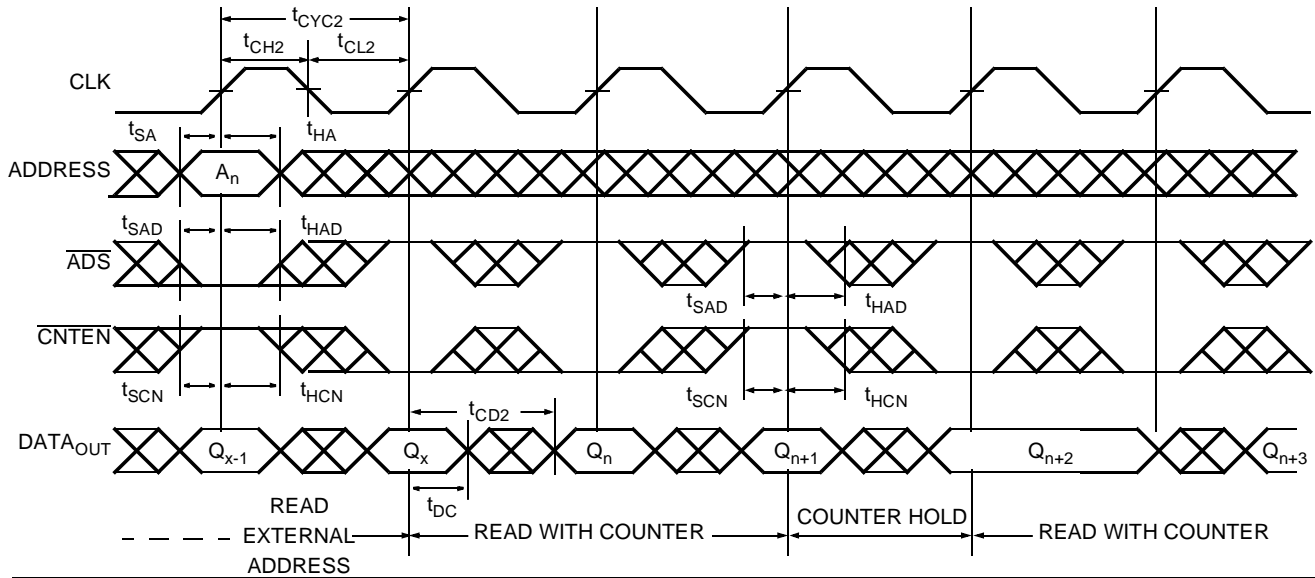 tCYC2
tCH2 tCL2
CLK
tSA tHA
ADDRESS An
tSAD tHAD
ADS
tSAD tHAD
CNTEN
tSCN tHCN tSCN tHCN
tCD2
DATAOUT Qx-1 Qx Qn Qn+1 Qn+2 Qn+3
tDC
READ
EXTERNAL
ADDRESS
READ WITH COUNTER
COUNTER HOLD
READ WITH COUNTER